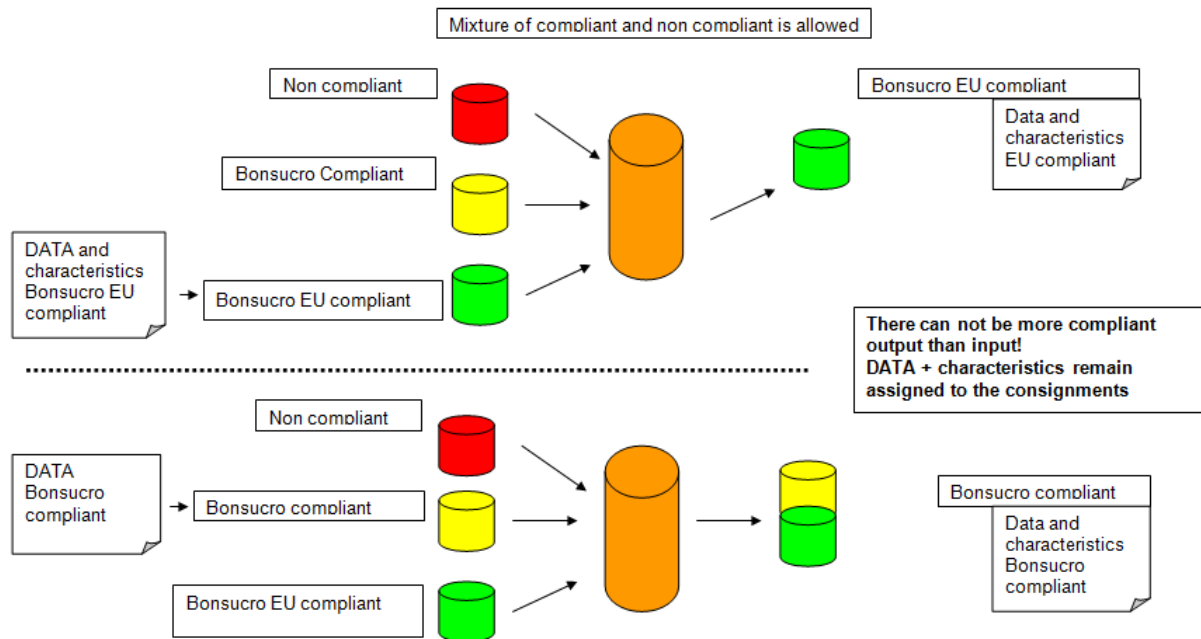 Mixture of compliant and non compliant is allowed
Non compliant
Bonsucro EU compliant
Data and
characteristics
EU compliant
Bonsucro Compliant
DATA and
characteristics
Bonsucro EU
compliant
Bonsucro EU compliant
There can not be more compliant
output than input!
DATA + characteristics remain
assigned to the consignments
Non compliant
DATA
Bonsucro
compliant
Bonsucro compliant
Bonsucro compliant
Data and
characteristics
Bonsucro
compliant
Bonsucro EU compliant